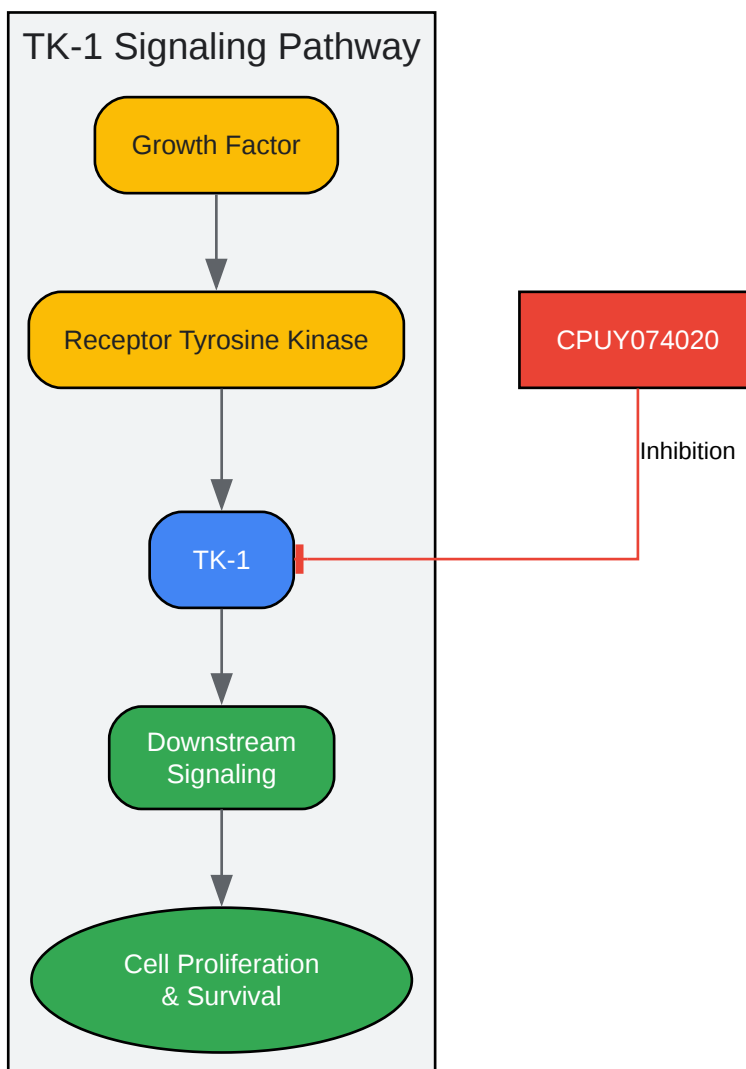 TK-1 Signaling Pathway
Growth Factor
Receptor Tyrosine Kinase
CPUY074020
Inhibition
TK-1
Downstream
Signaling
Cell Proliferation
& Survival